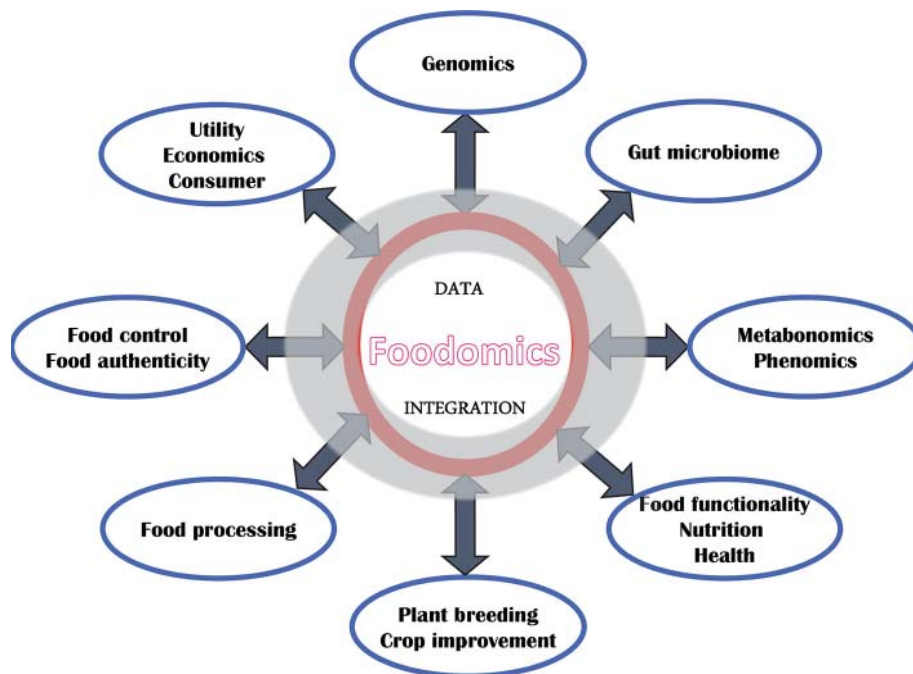 Genomics
Utility
Economics
Consumer
Gut microbiome
DATA
Foodomics
INTEGRATION
Food control
Food authenticity
Metabonomics
Phenomics
Food processing
Food functionality
Nutrition
Health
Plant breeding
Crop improvement